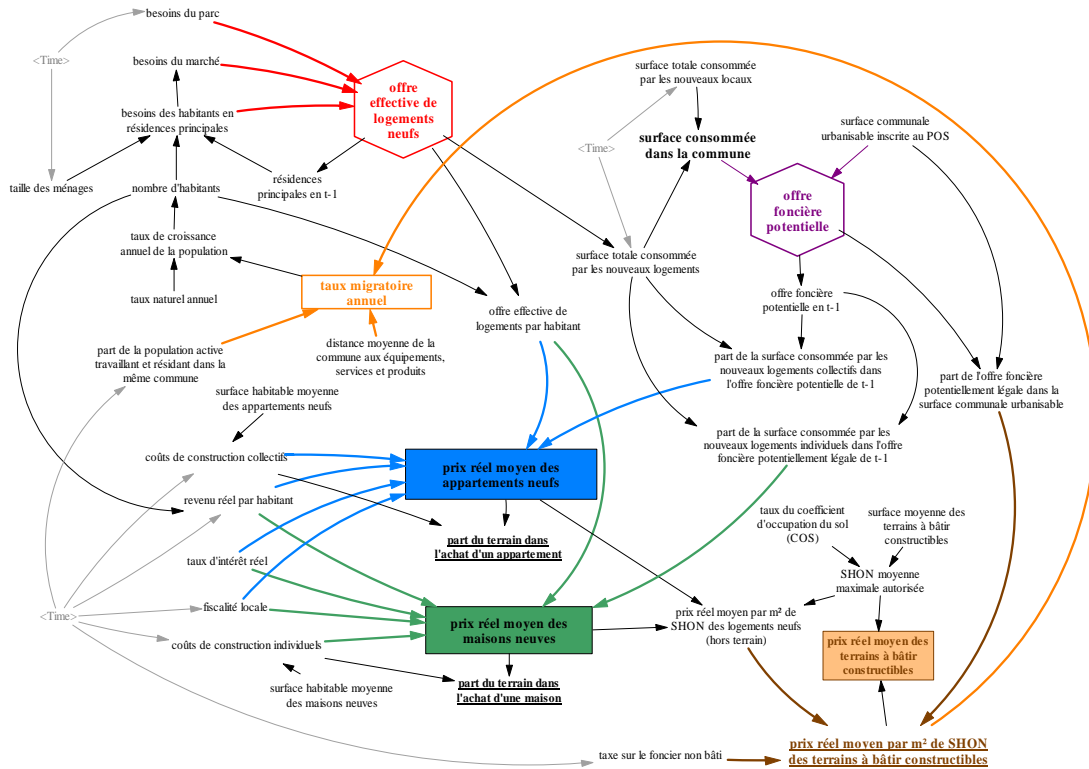 besoins du parc
<Time>
besoins du marché
besoins des habitants en
résidences principales
offre
effective de
logements
neufs
surface totale consommée
par les nouveaux locaux
<Time>
surface consommée
dans la commune
surface communale
urbanisable inscrite au POS
taille des ménages
nombre d'habitants
résidences
principales en t-1
offre
foncière
potentielle
taux de croissance
annuel de la population
taux naturel annuel
taux migratoire
annuel
surface totale consommée
par les nouveaux logements
offre effective de
logements par habitant
offre foncière
potentielle en t-1
part de la population active
travaillant et résidant dans la
même commune
distance moyenne de la
commune aux équipements,
services et produits
part de la surface consommée par les
nouveaux logements collectifs dans
l'offre foncière potentielle de t-1
part de l'offre foncière
potentiellement légale dans la
surface communale urbanisable
surface habitable moyenne
des appartements neufs
part de la surface consommée par les
nouveaux logements individuels dans l'offre
foncière potentiellement légale de t-1
coûts de construction collectifs
prix réel moyen des
appartements neufs
revenu réel par habitant
part du terrain dans
l'achat d'un appartement
taux du coefficient
d'occupation du sol
(COS)
surface moyenne des
terrains à bâtir
constructibles
taux d'intérêt réel
SHON moyenne
maximale autorisée
<Time>
fiscalité locale
prix réel moyen des
maisons neuves
prix réel moyen par m² de
SHON des logements neufs
(hors terrain)
coûts de construction individuels
prix réel moyen des
terrains à bâtir
constructibles
surface habitable moyenne
des maisons neuves
part du terrain dans
l'achat d'une maison
taxe sur le foncier non bâti
prix réel moyen par m² de SHON
des terrains à bâtir constructibles